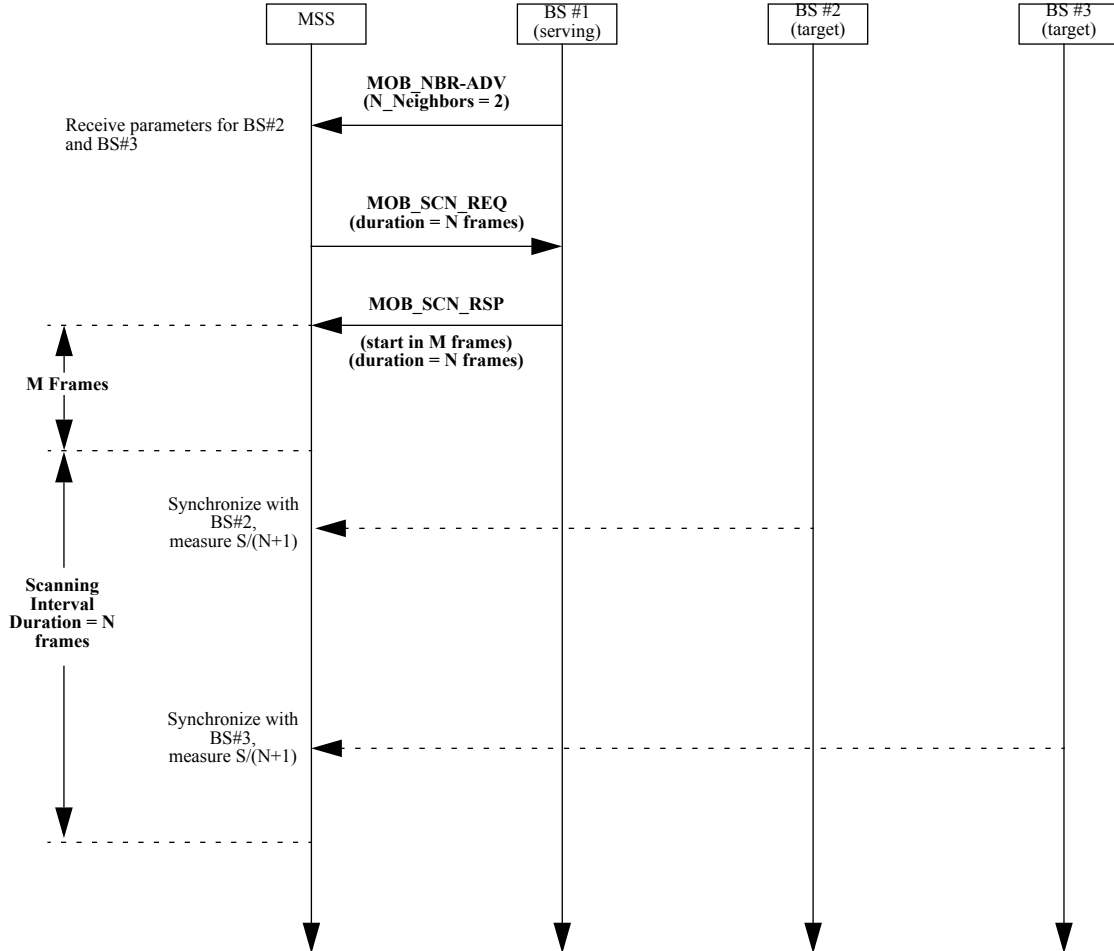 MSS
BS #1
(serving)
BS #2
(target)
BS #3
(target)
MOB_NBR-ADV
(N_Neighbors = 2)
Receive parameters for BS#2
and BS#3
MOB_SCN_REQ
(duration = N frames)
MOB_SCN_RSP
(start in M frames)
(duration = N frames)
M Frames
Synchronize with
BS#2,
measure S/(N+1)
Scanning
Interval
Duration = N
frames
Synchronize with
BS#3,
measure S/(N+1)